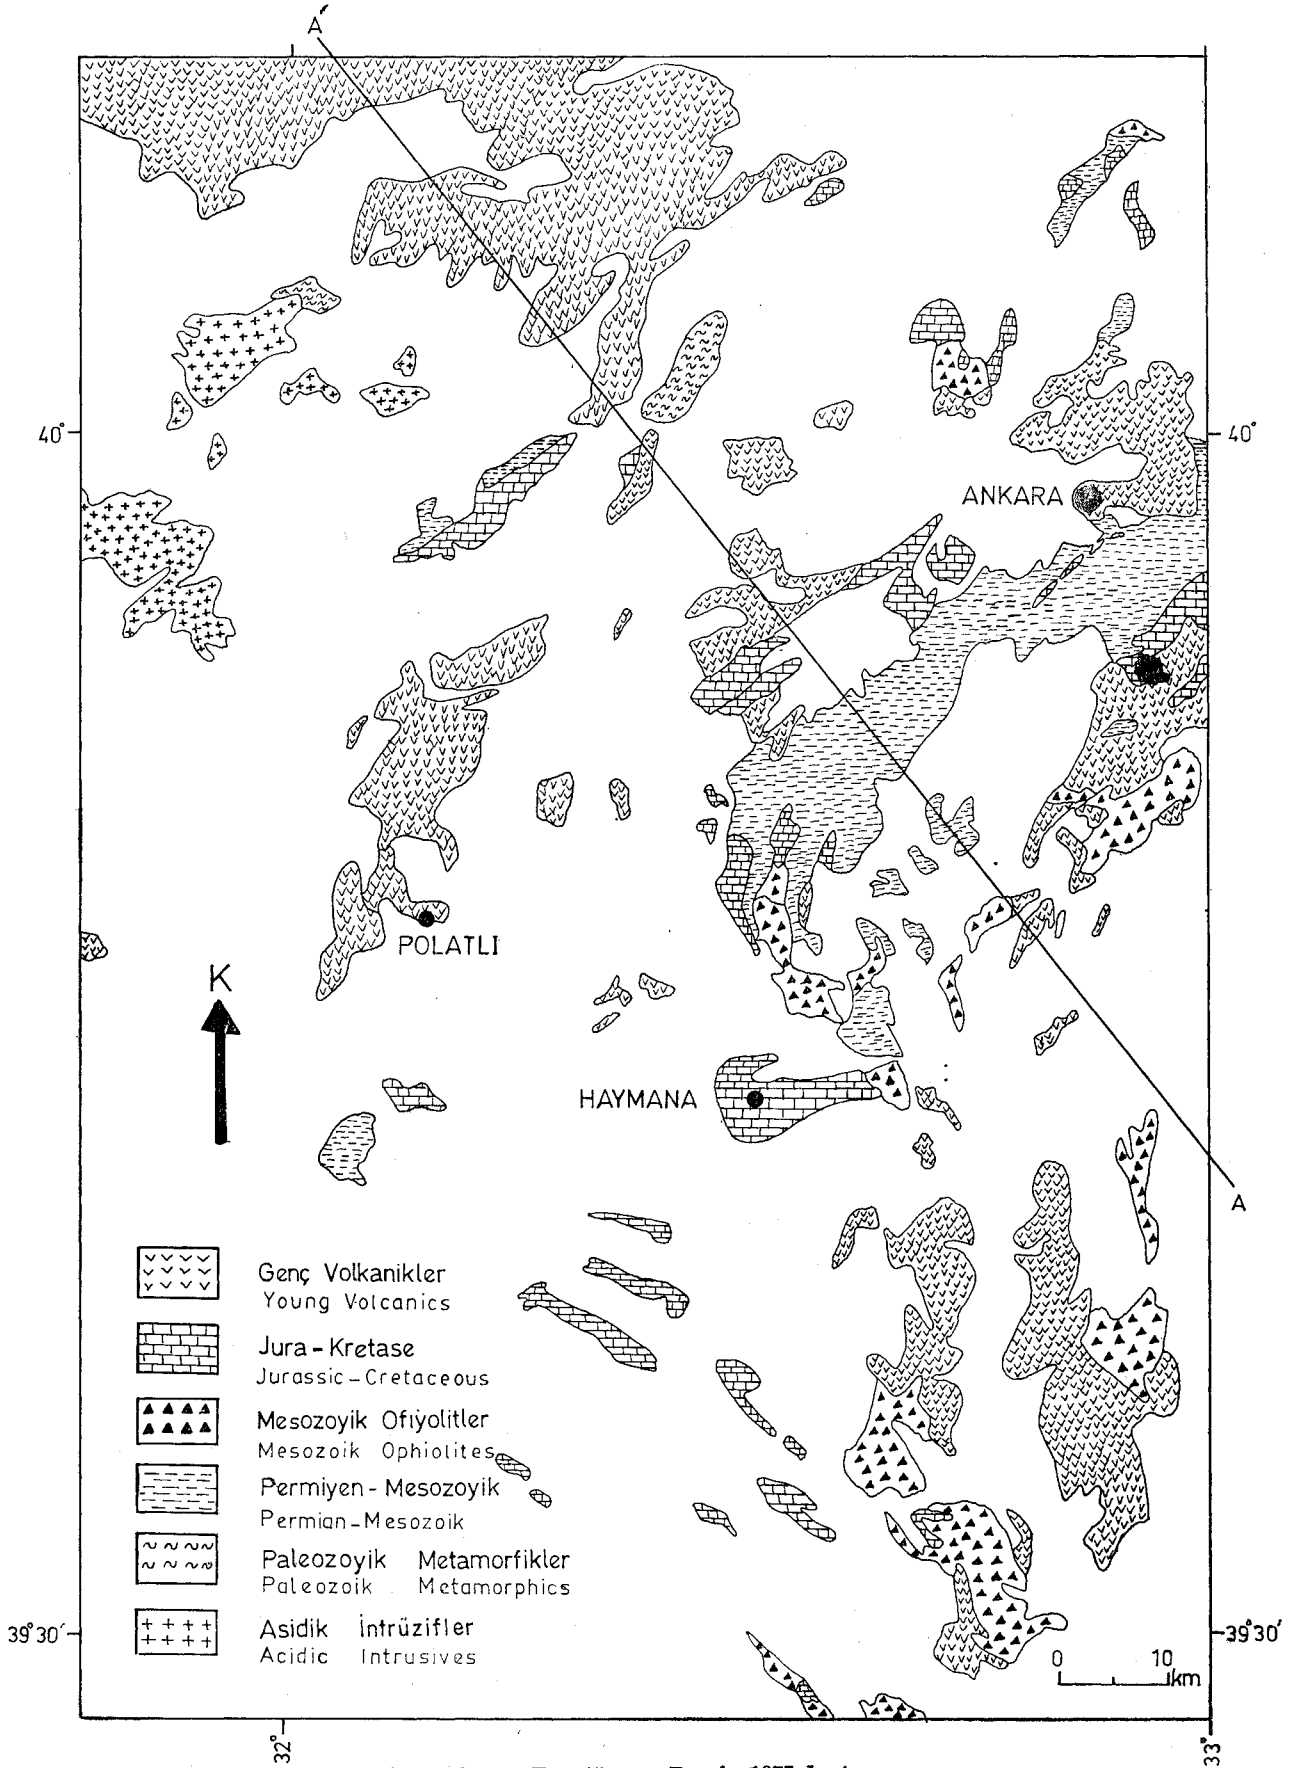 A'
40°
40°
ANKARA
POLATLI
K
HAYMANA
A
Genç Volkanikler
Young Volcanics
Jura-Kretase
Jurassic-Cretaceous
Mesozoyik Ofiyolitler
Mesozoik Ophiolites
Permiyen-Mesozoyik
Permian-Mesozoik
Paleozoyik Metamorfikler
Paleozoik Metamorphics
Asidik İntrüzifler
Acidic Intrusives
39°30'
39°30'
0 10 km
32°
33°